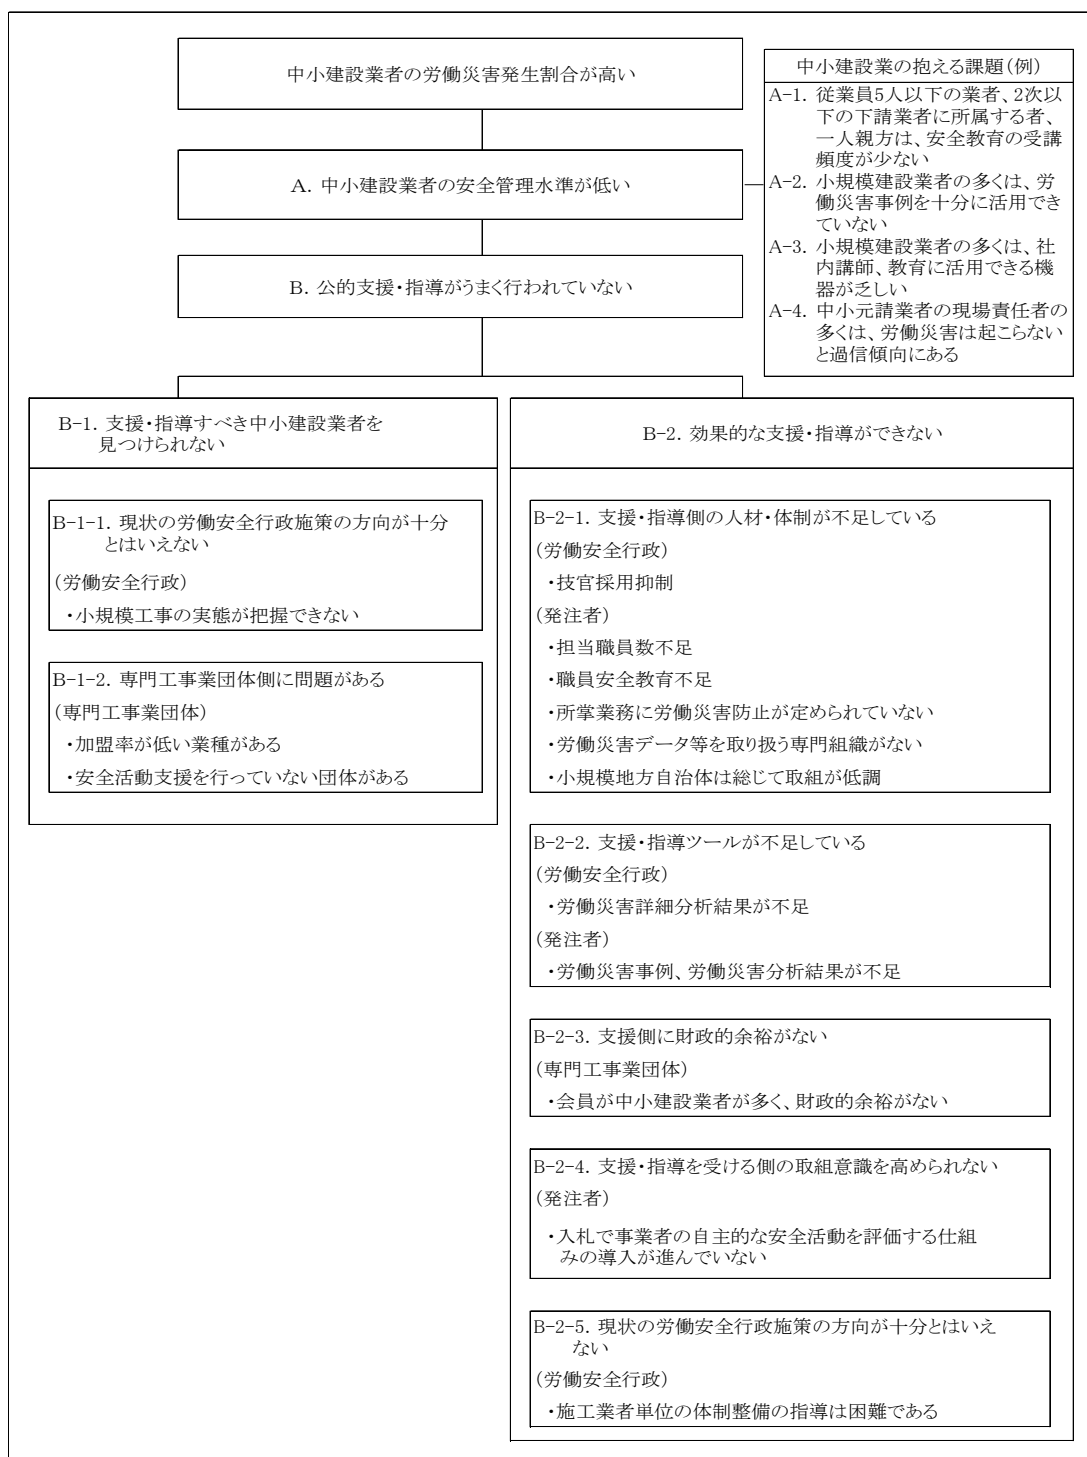 中小建設業者の労働災害発生割合が高い
A. 中小建設業者の安全管理水準が低い
B. 公的支援・指導がうまく行われていない
中小建設業の抱える課題(例)
A-1. 従業員5人以下の業者、2次以
下の下請業者に所属する者、
一人親方は、安全教育の受講
頻度が少ない
A-2. 小規模建設業者の多くは、労
働災害事例を十分に活用でき
ていない
A-3. 小規模建設業者の多くは、社
内講師、教育に活用できる機
器が乏しい
A-4. 中小元請業者の現場責任者の
多くは、労働災害は起こらない
と過信傾向にある
B-1. 支援・指導すべき中小建設業者を
見つけられない
B-1-1. 現状の労働安全行政施策の方向が十分
とはいえない
(労働安全行政)
・小規模工事の実態が把握できない
B-1-2. 専門工事業団体側に問題がある
(専門工事業団体)
・加盟率が低い業種がある
・安全活動支援を行っていない団体がある
B-2. 効果的な支援・指導ができない
B-2-1. 支援・指導側の人材・体制が不足している
(労働安全行政)
・技官採用抑制
(発注者)
・担当職員数不足
・職員安全教育不足
・所掌業務に労働災害防止が定められていない
・労働災害データ等を取り扱う専門組織がない
・小規模地方自治体は総じて取組が低調
B-2-2. 支援・指導ツールが不足している
(労働安全行政)
・労働災害詳細分析結果が不足
(発注者)
・労働災害事例、労働災害分析結果が不足
B-2-3. 支援側に財政的余裕がない
(専門工事業団体)
・会員が中小建設業者が多く、財政的余裕がない
B-2-4. 支援・指導を受ける側の取組意識を高められない
(発注者)
・入札で事業者の自主的な安全活動を評価する仕組
みの導入が進んでいない
B-2-5. 現状の労働安全行政施策の方向が十分とはいえ
ない
(労働安全行政)
・施工業者単位の体制整備の指導は困難である